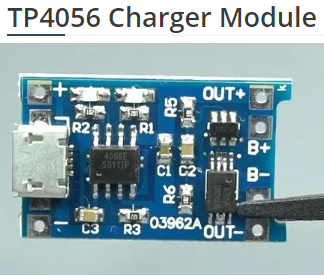 TP4056 Charger Module
+
R2
R1
R5
OUT+
B+
B-
C1
C2
R6
C3
R3
03962A
OUT-
-